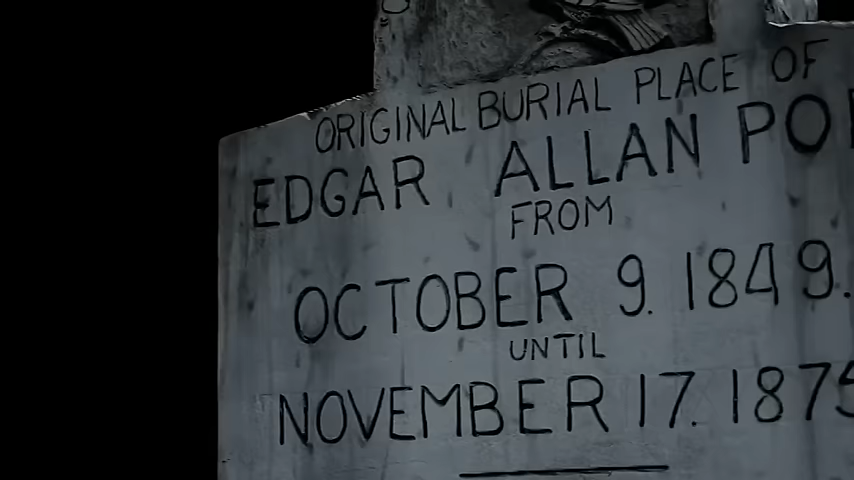 ORIGINAL BURIAL PLACE OF
EDGAR ALLAN PO
FROM
OCTOBER 9. 1849.
UNTIL
NOVEMBER 17. 1875